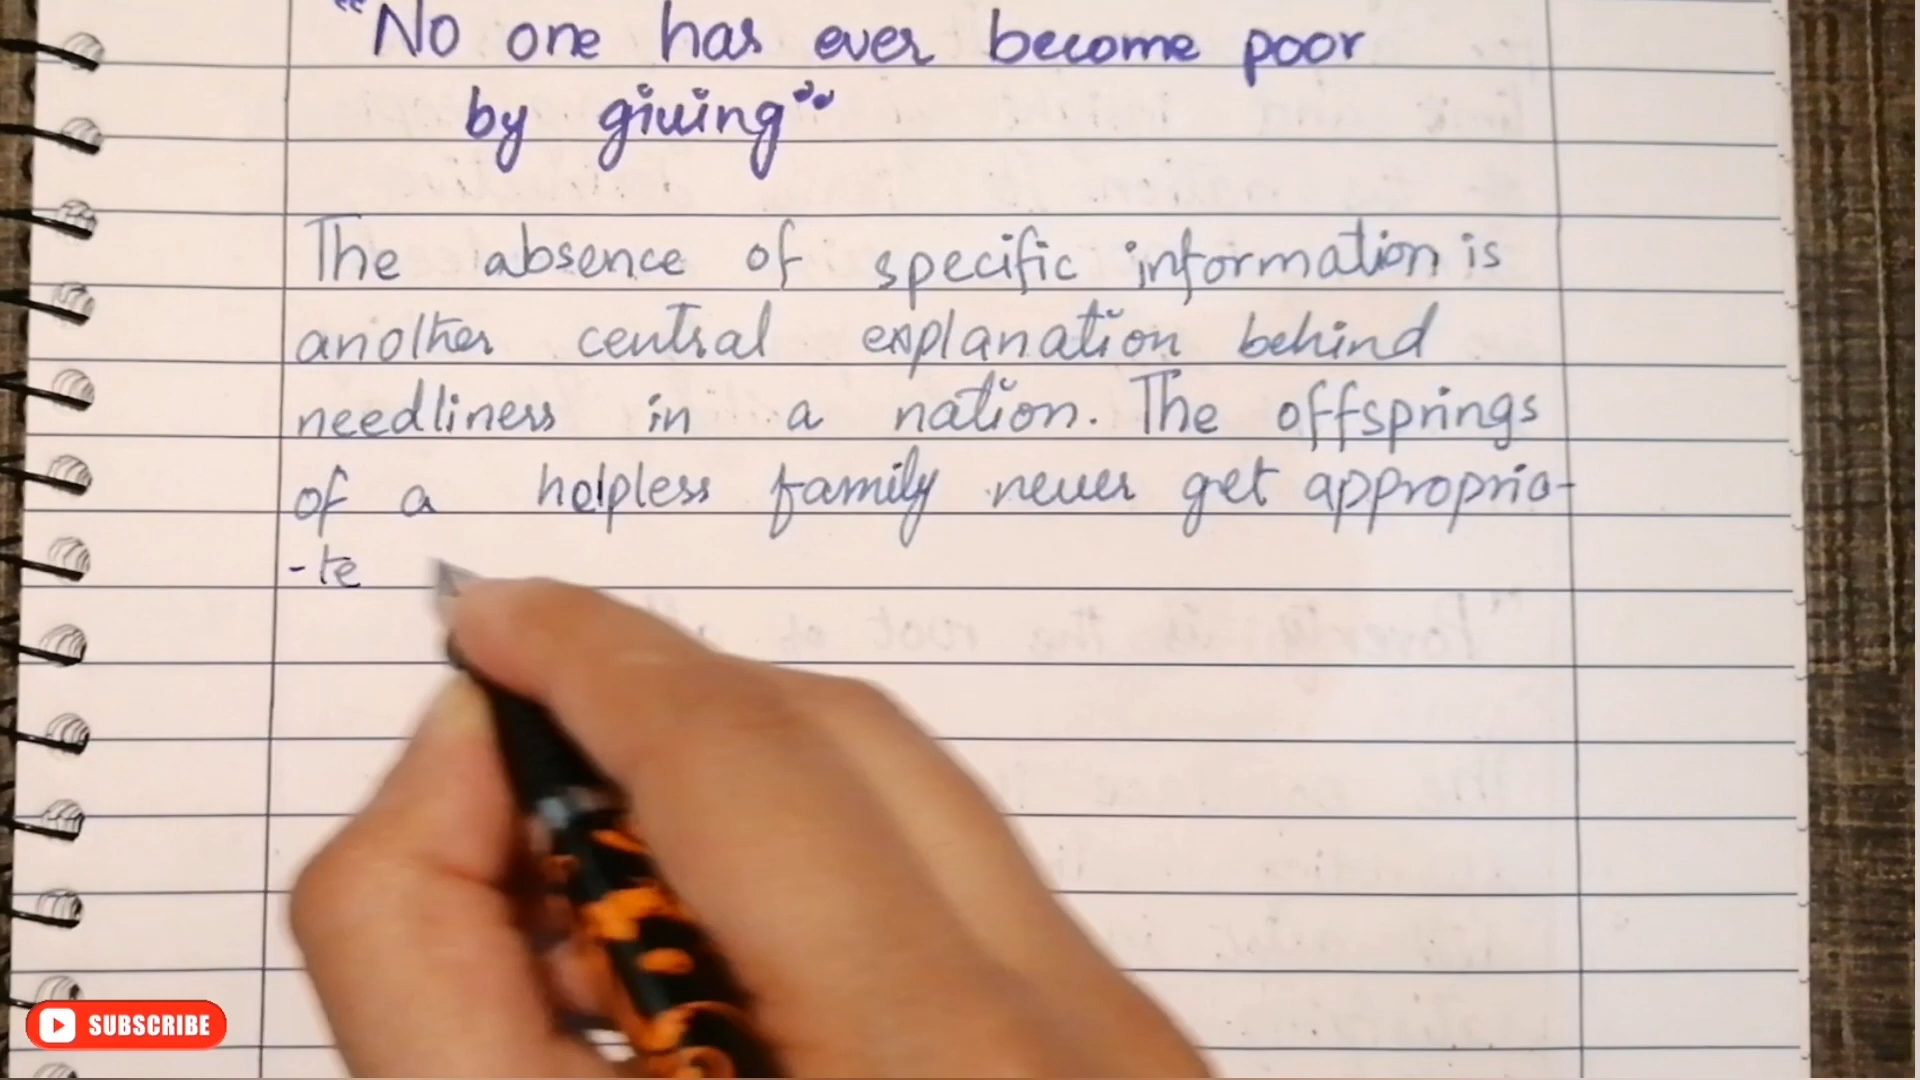 "No one has ever become poor
by giving"
The absence of specific information is
another central explanation behind
needliness in a nation. The offsprings
of a helpless family never get appropria-
-te
SUBSCRIBE